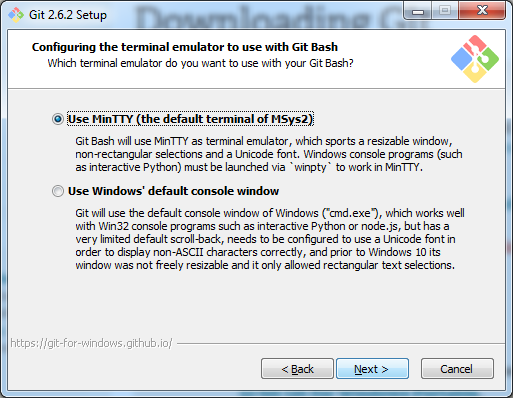 Git 2.6.2 Setup
Downloading Git
Configuring the terminal emulator to use with Git Bash
Which terminal emulator do you want to use with your Git Bash?
Use MinTTY (the default terminal of MSys2)
Git Bash will use MinTTY as terminal emulator, which sports a resizable window,
non-rectangular selections and a Unicode font. Windows console programs (such
as interactive Python) must be launched via `winpty` to work in MinTTY.
Use Windows' default console window
Git will use the default console window of Windows ("cmd.exe"), which works well
with Win32 console programs such as interactive Python or node.js, but has a
very limited default scroll-back, needs to be configured to use a Unicode font in
order to display non-ASCII characters correctly, and prior to Windows 10 its
window was not freely resizable and it only allowed rectangular text selections.
https://git-for-windows.github.io/
< Back
Next >
Cancel